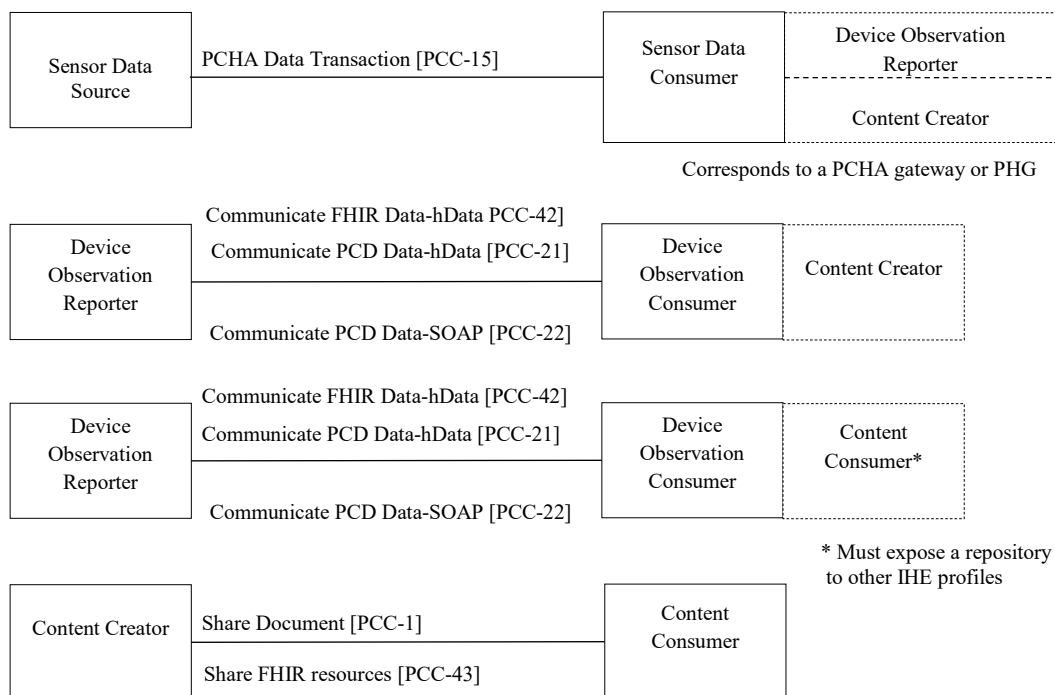 Sensor Data
Source
PCHA Data Transaction [PCC-15]
Sensor Data
Consumer
Device Observation
Reporter
Content Creator
Corresponds to a PCHA gateway or PHG
Device
Observation
Reporter
Communicate FHIR Data-hData PCC-42]
Communicate PCD Data-hData [PCC-21]
Communicate PCD Data-SOAP [PCC-22]
Device
Observation
Consumer
Content Creator
Device
Observation
Reporter
Communicate FHIR Data-hData [PCC-42]
Communicate PCD Data-hData [PCC-21]
Communicate PCD Data-SOAP [PCC-22]
Device
Observation
Consumer
Content
Consumer*
* Must expose a repository
to other IHE profiles
Content Creator
Share Document [PCC-1]
Share FHIR resources [PCC-43]
Content
Consumer